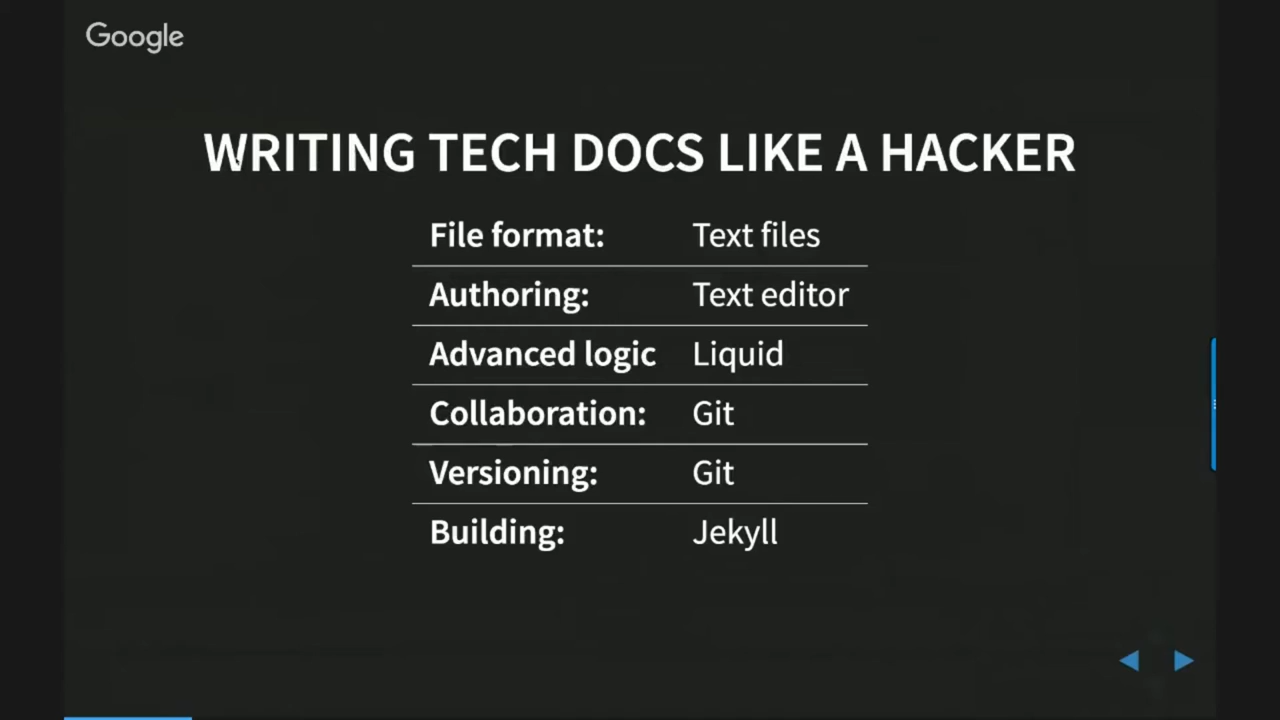 Google
WRITING TECH DOCS LIKE A HACKER
File format: Text files
Authoring: Text editor
Advanced logic Liquid
Collaboration: Git
Versioning: Git
Building: Jekyll